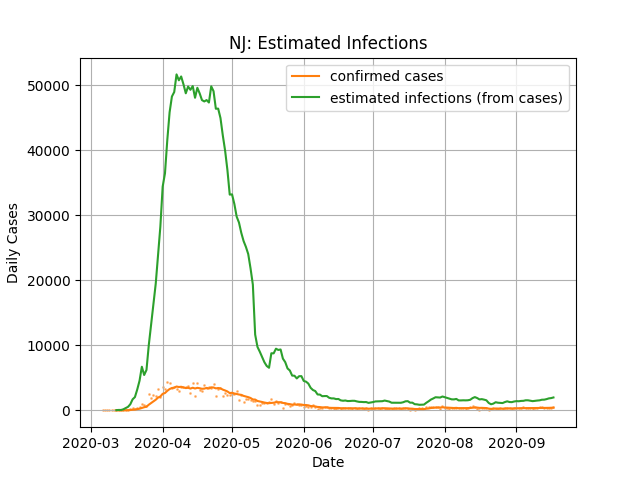 NJ: Estimated Infections
confirmed cases
estimated infections (from cases)
Daily Cases
50000
40000
30000
20000
10000
0
2020-03
2020-04
2020-05
2020-06
2020-07
2020-08
2020-09
Date